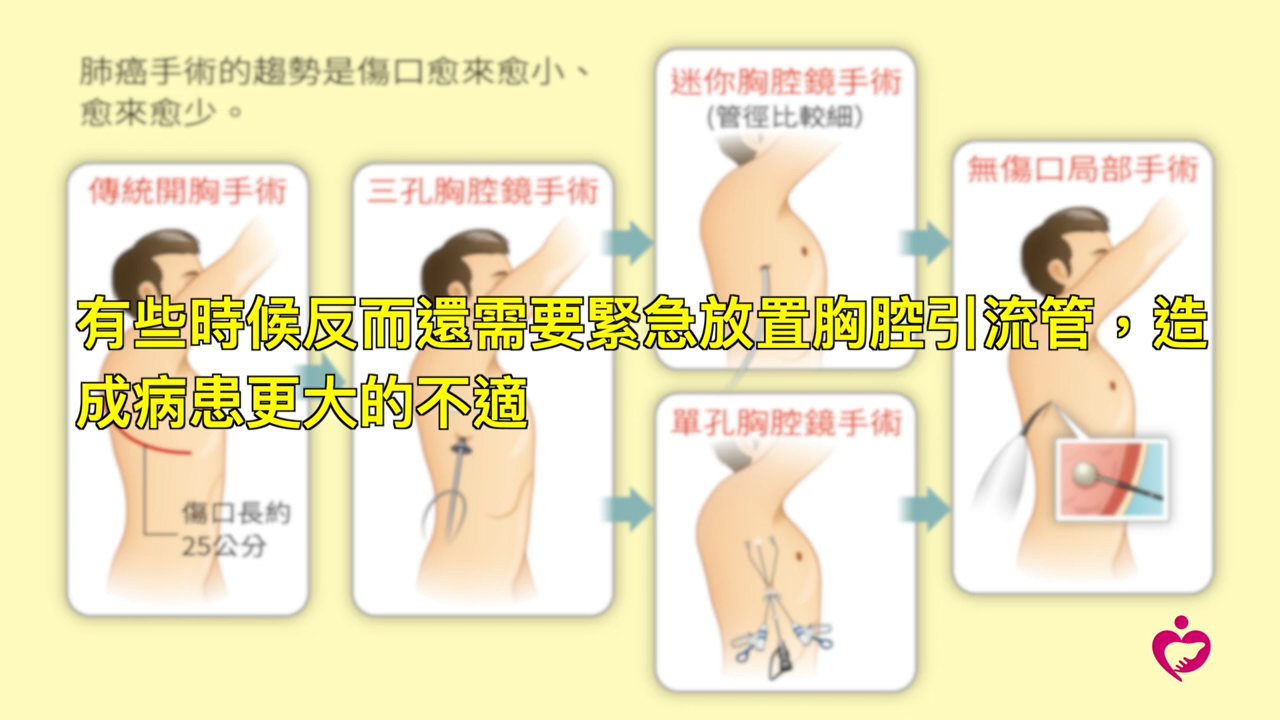 肺癌手術的趨勢是傷口愈來愈小、
愈來愈少。
傳統開胸手術
三孔胸腔鏡手術
迷你胸腔鏡手術
(管徑比較細)
無傷口局部手術
有些時候反而還需要緊急放置胸腔引流管，造
成病患更大的不適
單孔胸腔鏡手術
傷口長約
25公分